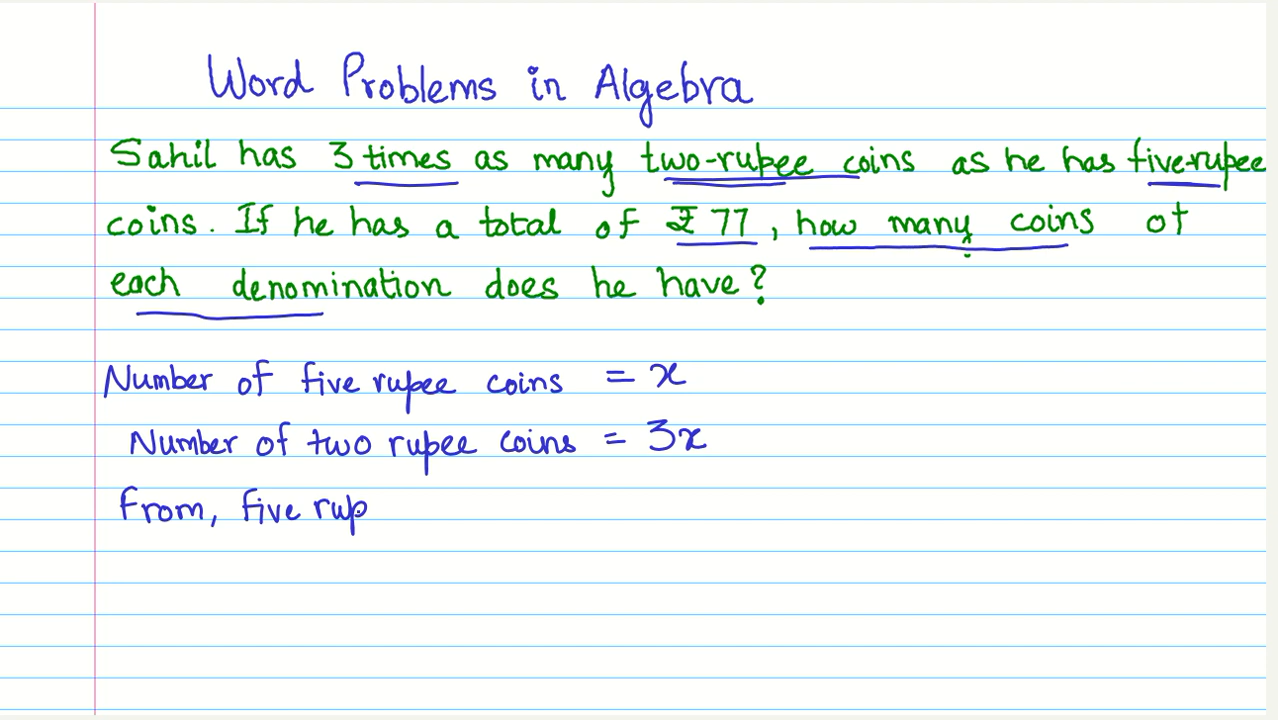 Word Problems in Algebra
Sahil has 3 times as many two-rupee coins as he has five-rupee
coins. If he has a total of ₹ 77, how many coins of
each denomination does he have?
Number of five rupee coins = x
Number of two rupee coins = 3x
From, five rup